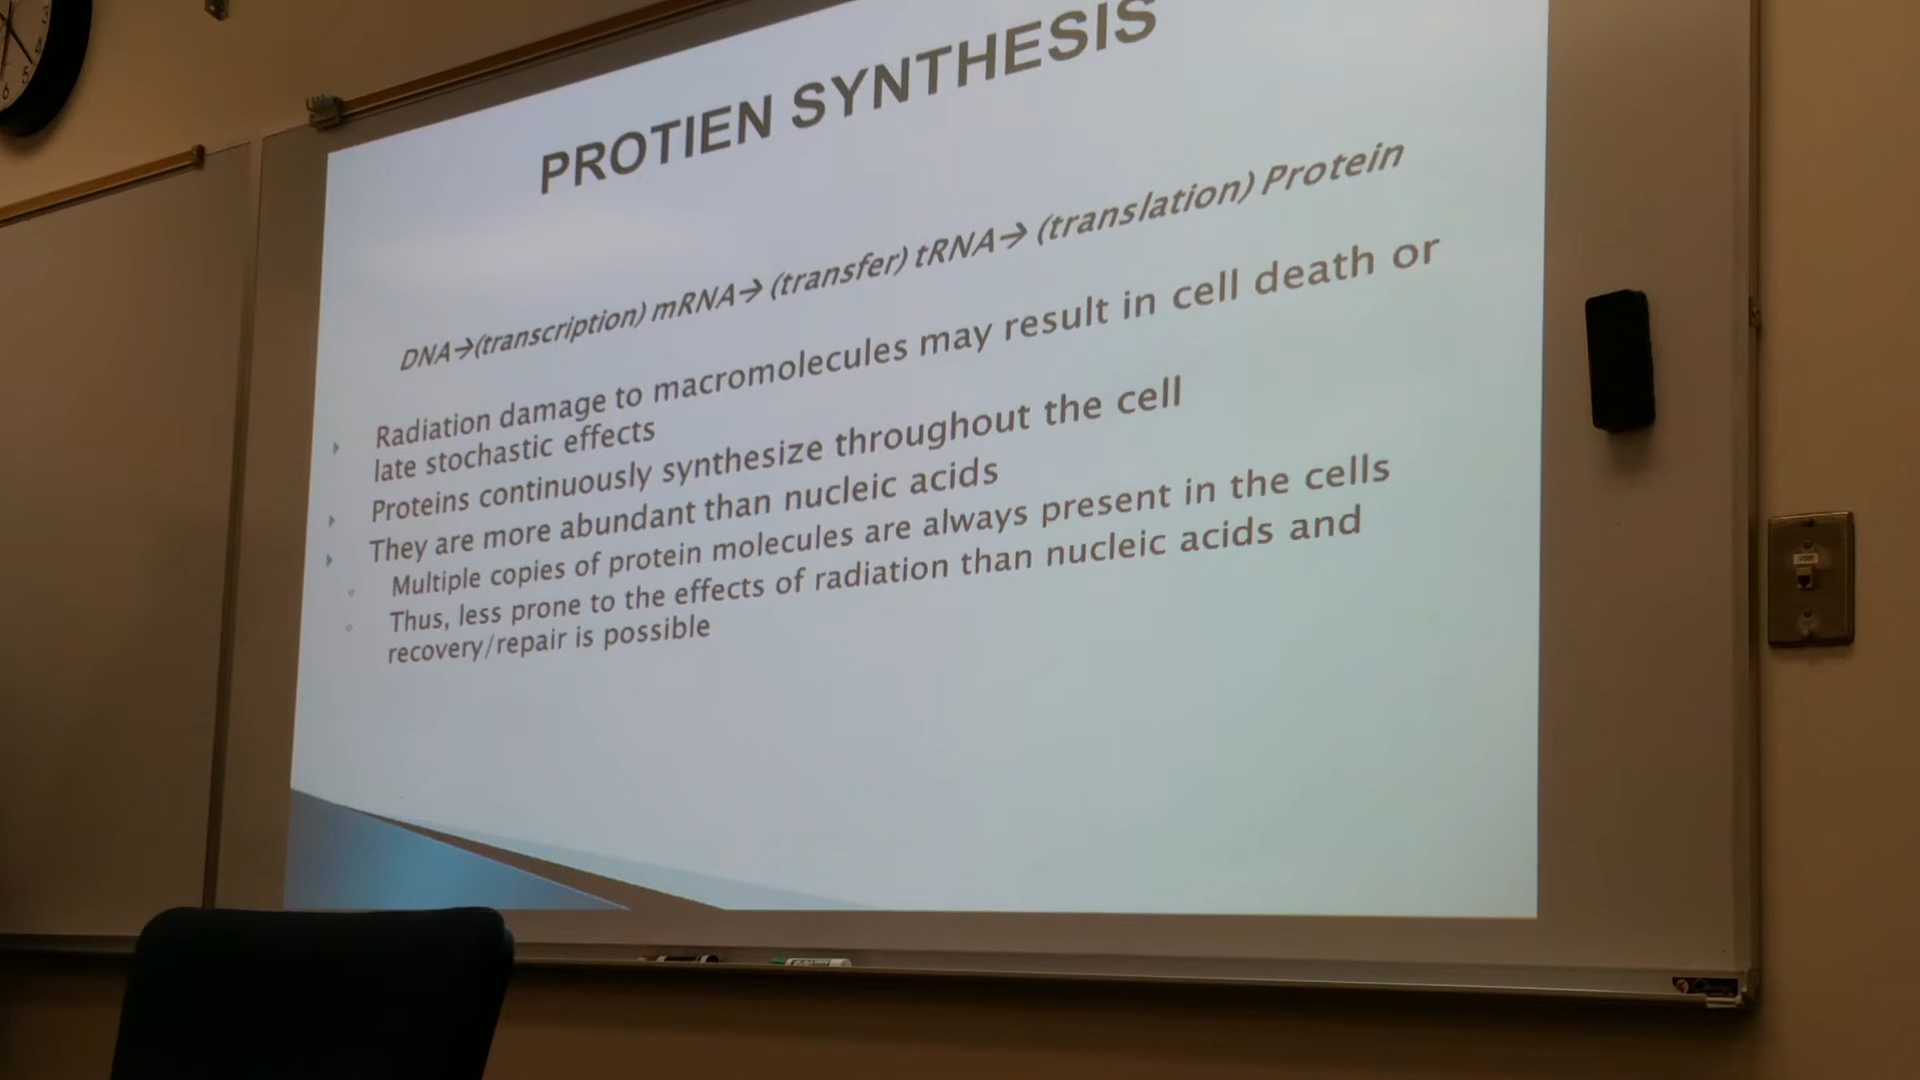 PROTIEN SYNTHESIS
DNA→(transcription) mRNA→ (transfer) tRNA→ (translation) Protein
Radiation damage to macromolecules may result in cell death or
late stochastic effects
Proteins continuously synthesize throughout the cell
They are more abundant than nucleic acids
Multiple copies of protein molecules are always present in the cells
Thus, less prone to the effects of radiation than nucleic acids and
recovery/repair is possible